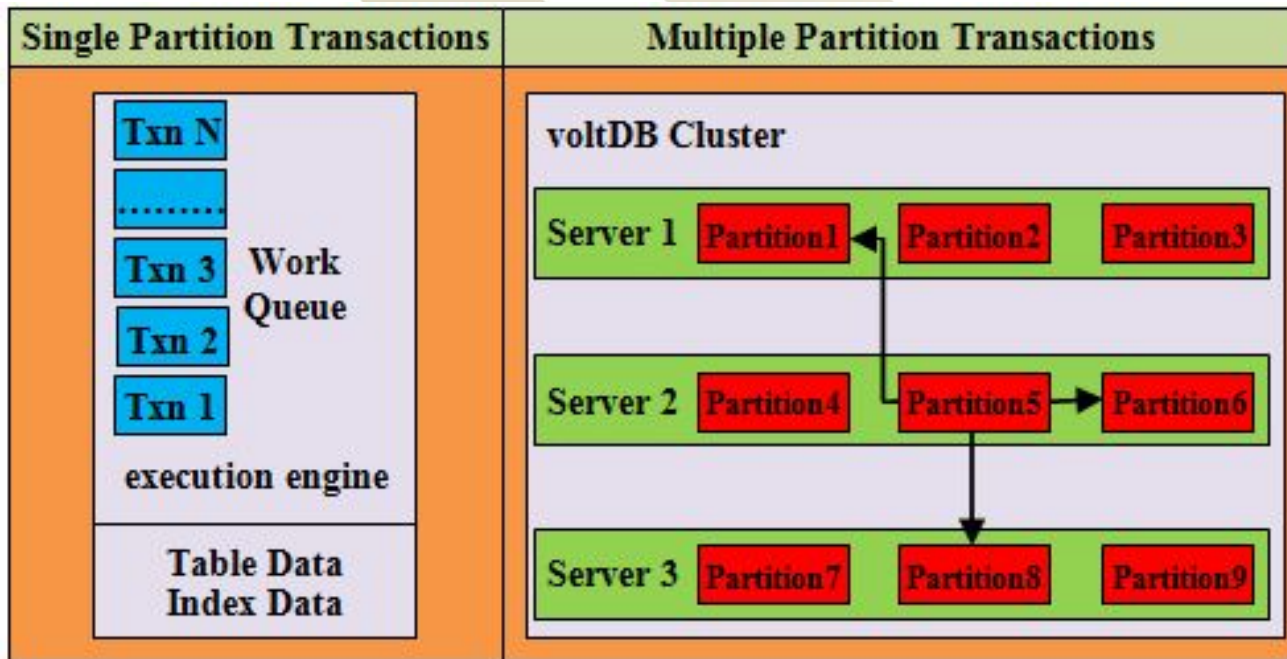 Single Partition Transactions
Txn N
.........
Txn 3
Txn 2
Txn 1
Work
Queue
execution engine
Table Data
Index Data
Multiple Partition Transactions
voltDB Cluster
Server 1 Partition1 Partition2 Partition3
Server 2 Partition4 Partition5 Partition6
Server 3 Partition7 Partition8 Partition9